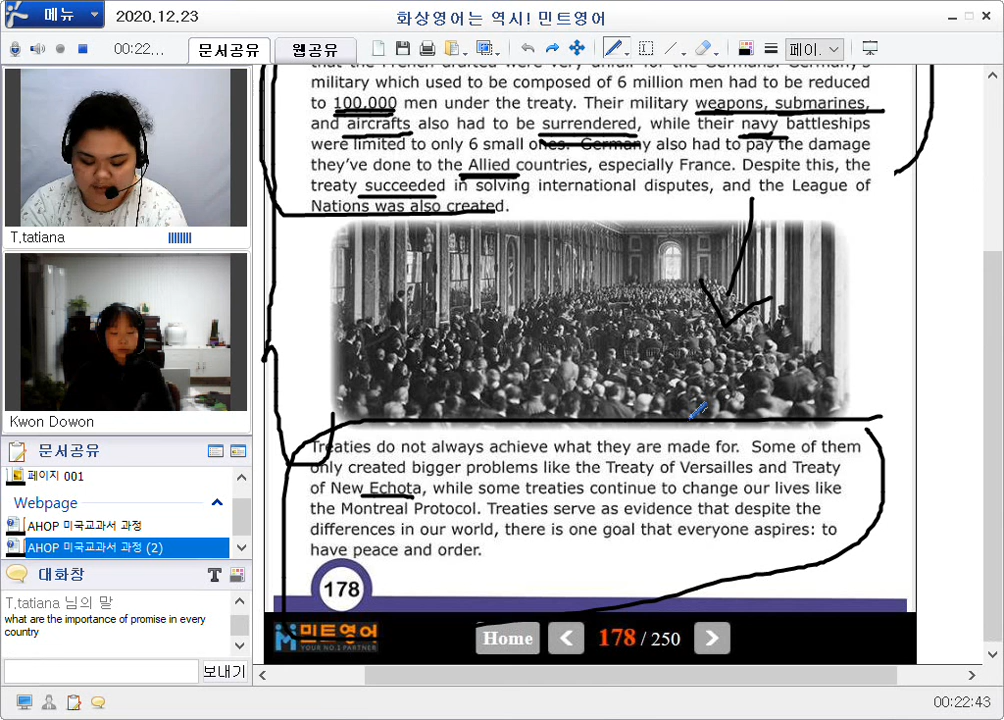 메뉴
2020.12.23
화상영어는 역시! 민트영어
00:22...
문서공유
웹공유
페이.
T.tatiana
Kwon Dowon
문서공유
페이지 001
Webpage
AHOP 미국교과서 과정
AHOP 미국교과서 과정 (2)
대화창
T
T.tatiana 님의 말
what are the importance of promise in every
country
보내기
that the French drafted were very unfair for the Germans. Germany's
military which used to be composed of 6 million men had to be reduced
to 100,000 men under the treaty. Their military weapons, submarines,
and aircrafts also had to be surrendered, while their navy battleships
were limited to only 6 small ones. Germany also had to pay the damage
they've done to the Allied countries, especially France. Despite this, the
treaty succeeded in solving international disputes, and the League of
Nations was also created.
Treaties do not always achieve what they are made for. Some of them
only created bigger problems like the Treaty of Versailles and Treaty
of New Echota, while some treaties continue to change our lives like
the Montreal Protocol. Treaties serve as evidence that despite the
differences in our world, there is one goal that everyone aspires: to
have peace and order.
178
민트영어
YOUR NO.1 PARTNER
Home
178 / 250
00:22:43